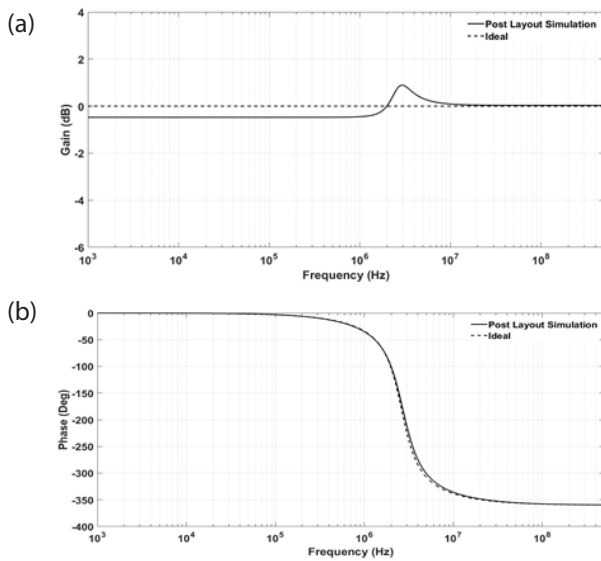 (a)
4
2
0
-2
-4
-6
Gain (dB)
Post Layout Simulation
Ideal
10³ 10⁴ 10⁵ 10⁶ 10⁷ 10⁸
Frequency (Hz)
(b)
0
-50
-100
-150
-200
-250
-300
-350
-400
Phase (Deg)
Post Layout Simulation
Ideal
10³ 10⁴ 10⁵ 10⁶ 10⁷ 10⁸
Frequency (Hz)